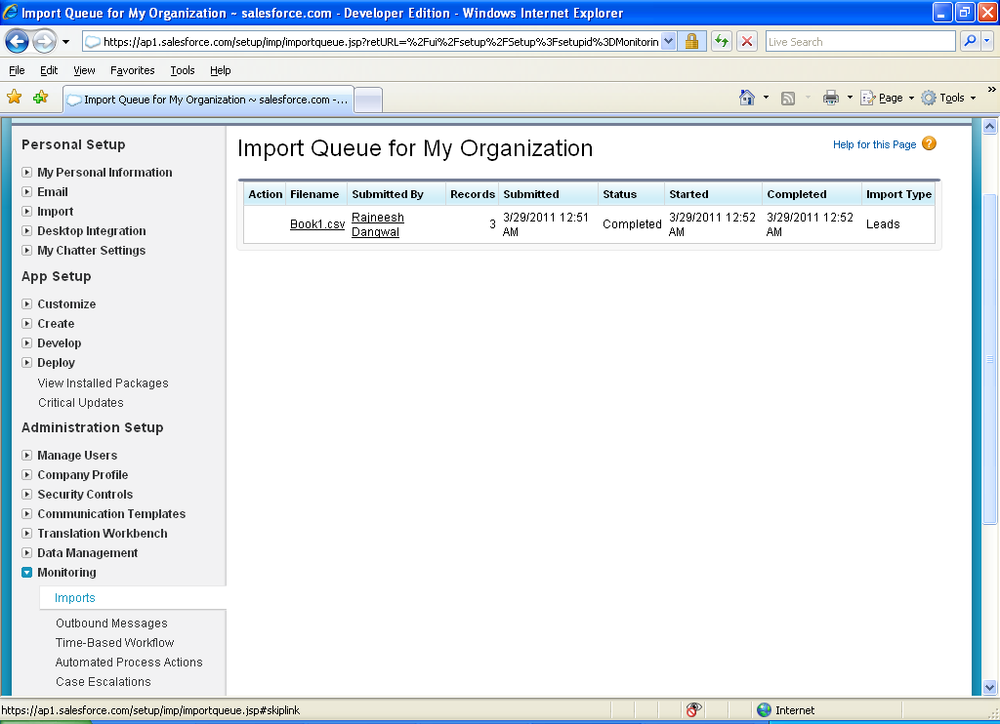 Import Queue for My Organization ~ salesforce.com - Developer Edition - Windows Internet Explorer
https://ap1.salesforce.com/setup/imp/importqueue.jsp?retURL=%2Fui%2Fsetup%2FSetup%3Fsetupid%3DMonitorin
Live Search
File Edit View Favorites Tools Help
Import Queue for My Organization ~ salesforce.com -...
Page Tools »
Personal Setup
My Personal Information
Email
Import
Desktop Integration
My Chatter Settings
App Setup
Customize
Create
Develop
Deploy
View Installed Packages
Critical Updates
Administration Setup
Manage Users
Company Profile
Security Controls
Communication Templates
Translation Workbench
Data Management
Monitoring
Imports
Outbound Messages
Time-Based Workflow
Automated Process Actions
Case Escalations
Import Queue for My Organization
Help for this Page ?
Action Filename Submitted By Records Submitted Status Started Completed Import Type
Book1.csv Rajneesh Dangwal 3 3/29/2011 12:51 AM Completed 3/29/2011 12:52 AM 3/29/2011 12:52 AM Leads
https://ap1.salesforce.com/setup/imp/importqueue.jsp#skiplink
Internet